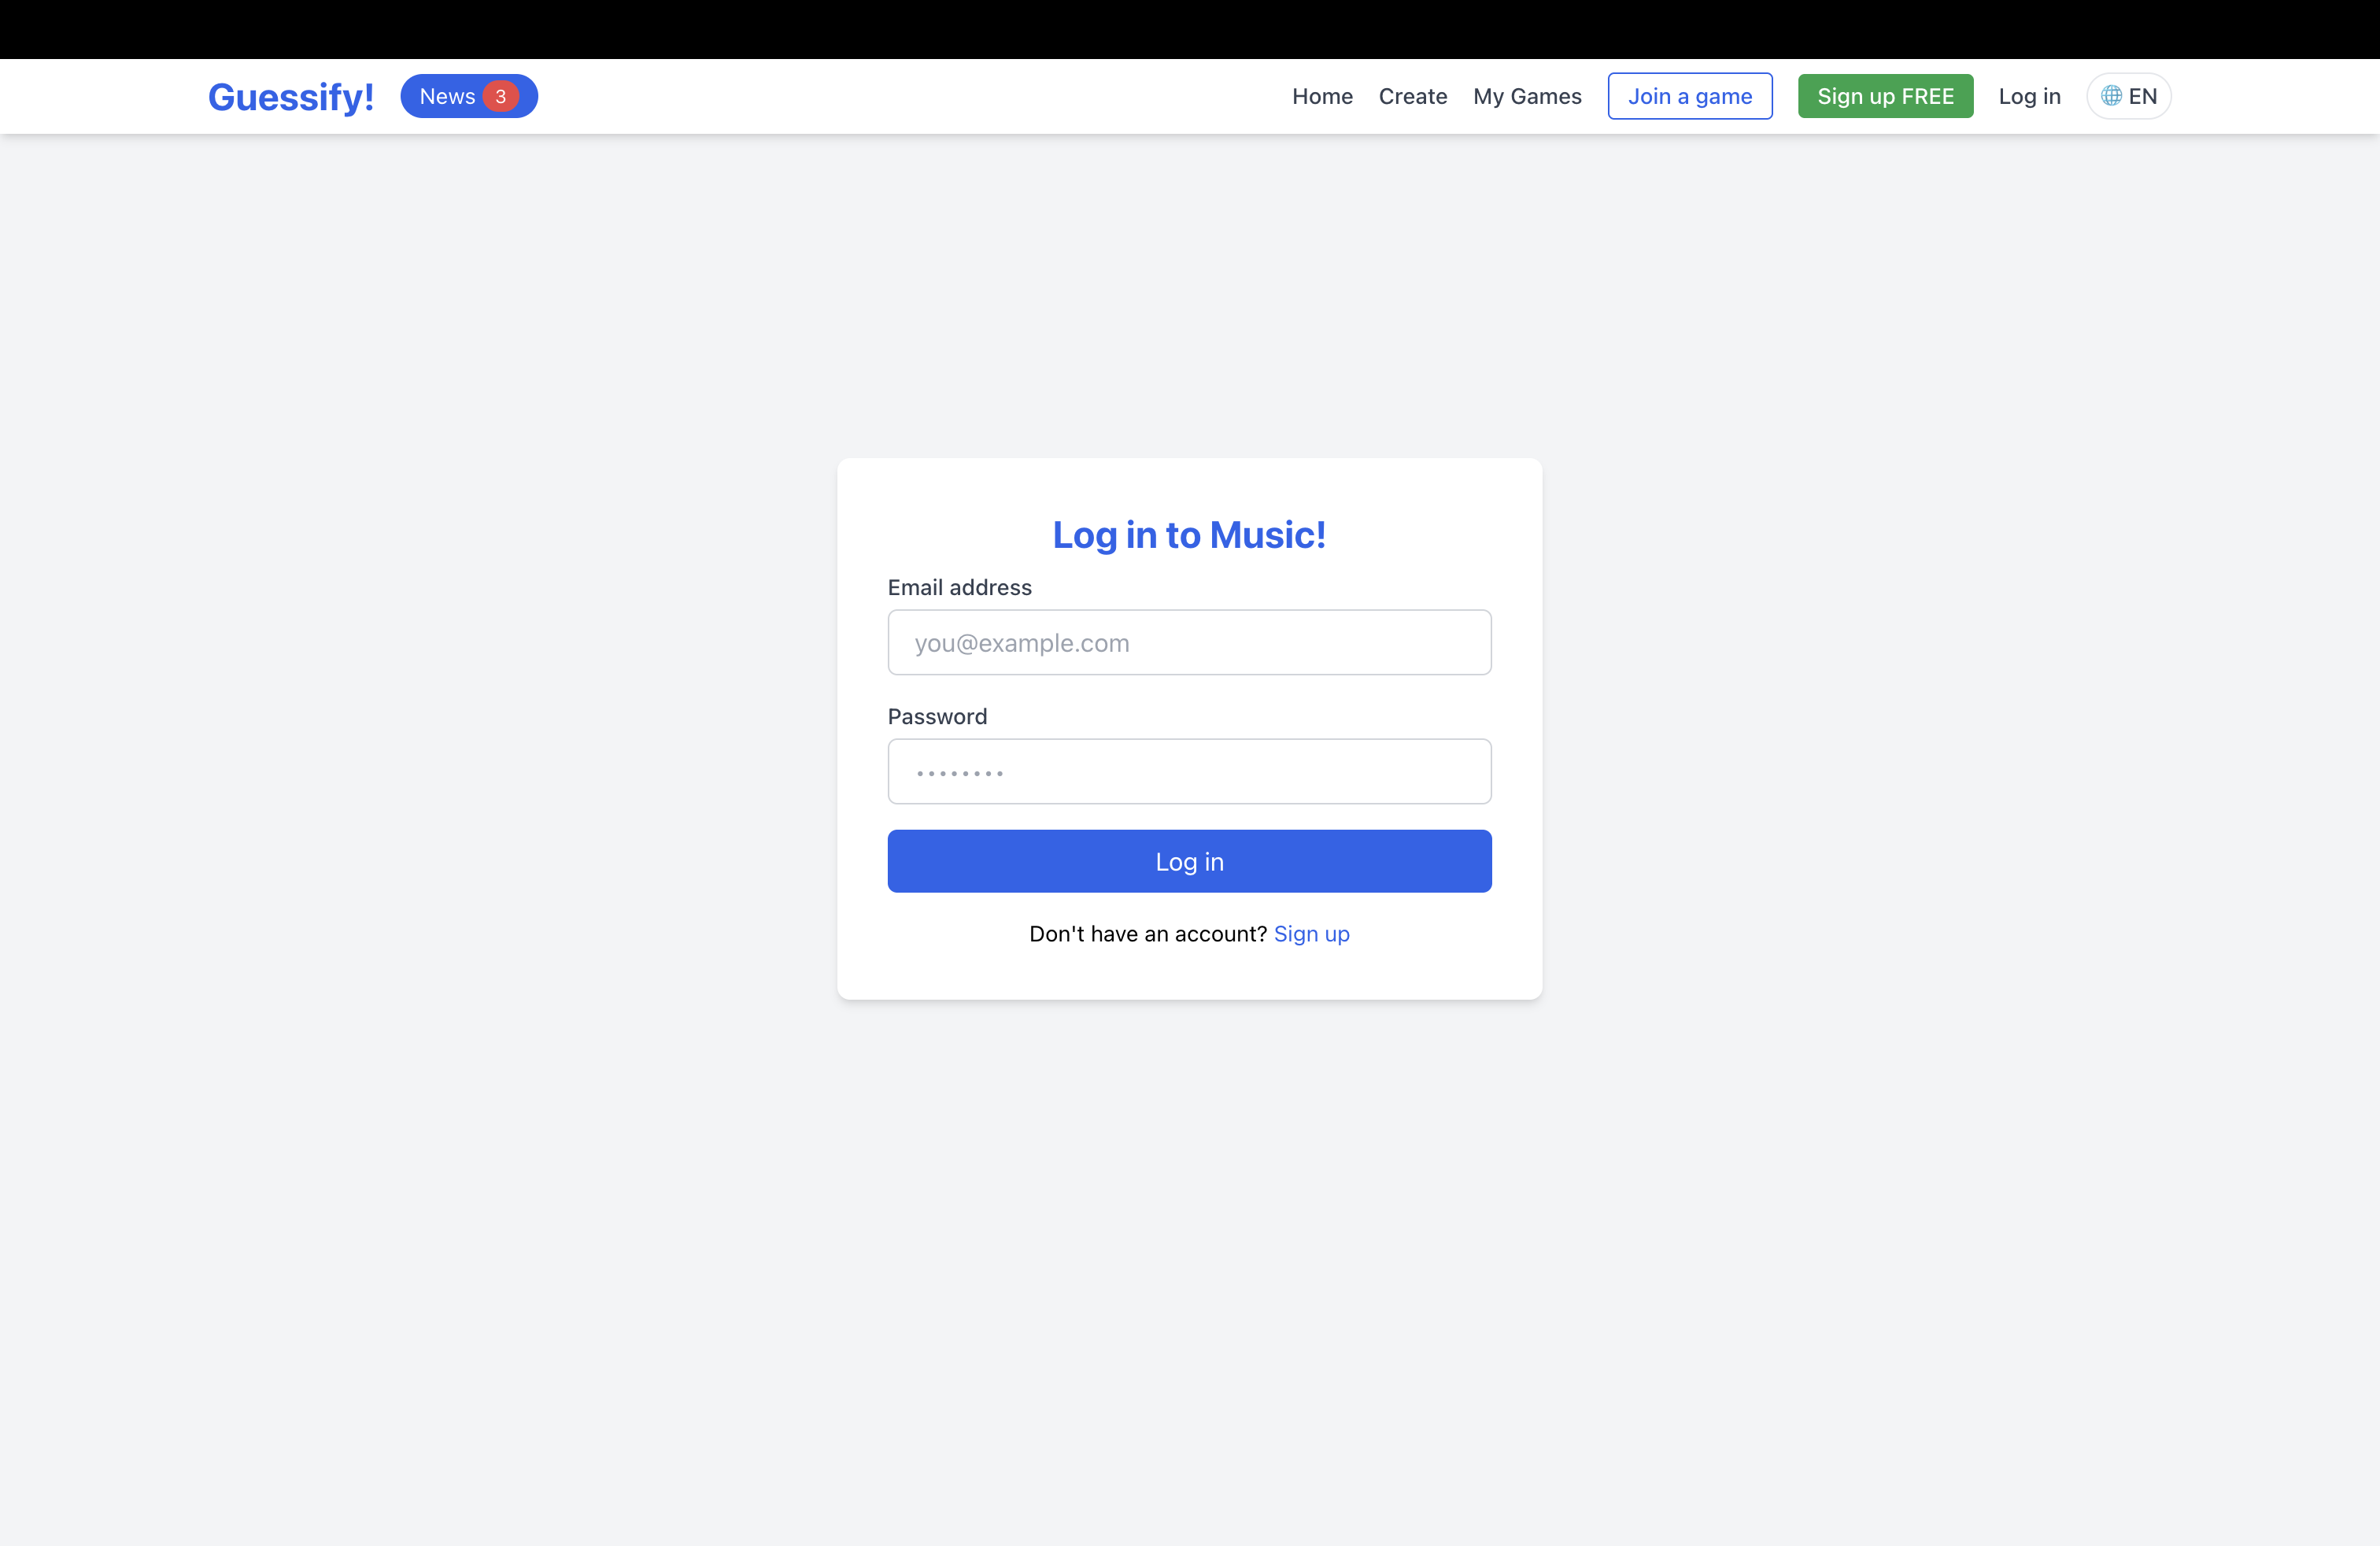 Guessify! News 3 Home Create My Games Join a game Sign up FREE Log in EN
Log in to Music!
Email address
you@example.com
Password
••••••••
Log in
Don't have an account? Sign up